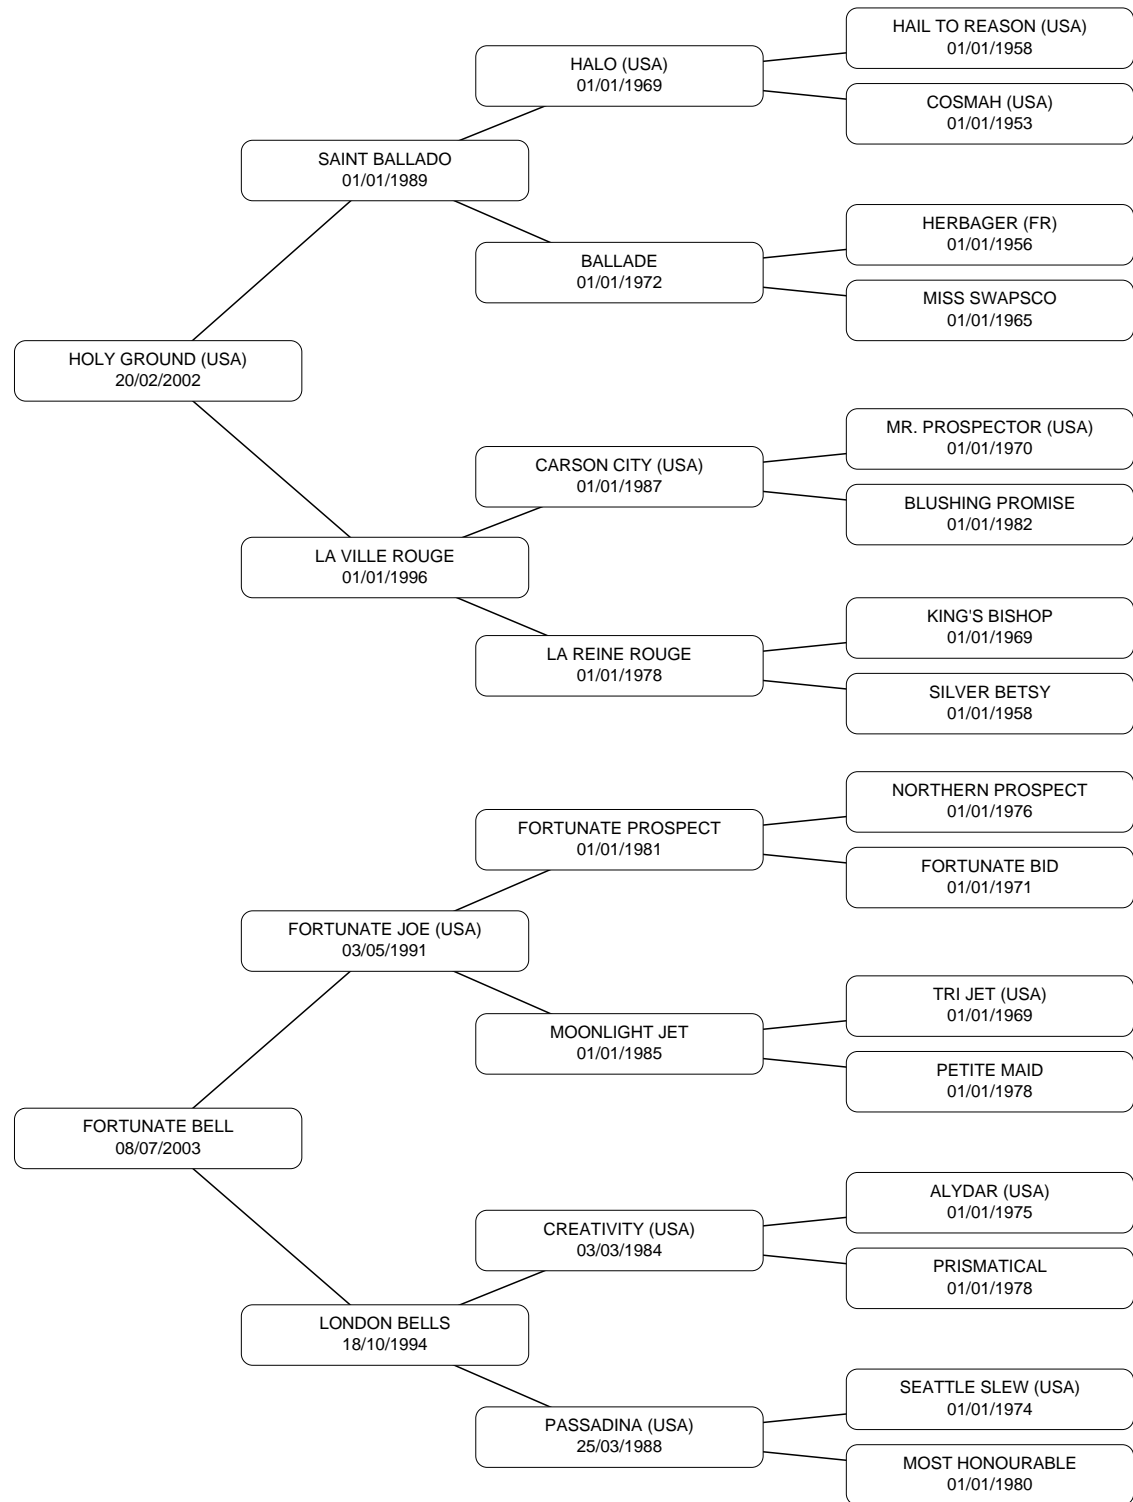 HAIL TO REASON (USA)
01/01/1958
HALO (USA)
01/01/1969
COSMAH (USA)
01/01/1953
SAINT BALLADO
01/01/1989
HERBAGER (FR)
01/01/1956
BALLADE
01/01/1972
MISS SWAPSCO
01/01/1965
HOLY GROUND (USA)
20/02/2002
MR. PROSPECTOR (USA)
01/01/1970
CARSON CITY (USA)
01/01/1987
BLUSHING PROMISE
01/01/1982
LA VILLE ROUGE
01/01/1996
KING'S BISHOP
01/01/1969
LA REINE ROUGE
01/01/1978
SILVER BETSY
01/01/1958
NORTHERN PROSPECT
01/01/1976
FORTUNATE PROSPECT
01/01/1981
FORTUNATE BID
01/01/1971
FORTUNATE JOE (USA)
03/05/1991
TRI JET (USA)
01/01/1969
MOONLIGHT JET
01/01/1985
PETITE MAID
01/01/1978
FORTUNATE BELL
08/07/2003
ALYDAR (USA)
01/01/1975
CREATIVITY (USA)
03/03/1984
PRISMATICAL
01/01/1978
LONDON BELLS
18/10/1994
SEATTLE SLEW (USA)
01/01/1974
PASSADINA (USA)
25/03/1988
MOST HONOURABLE
01/01/1980